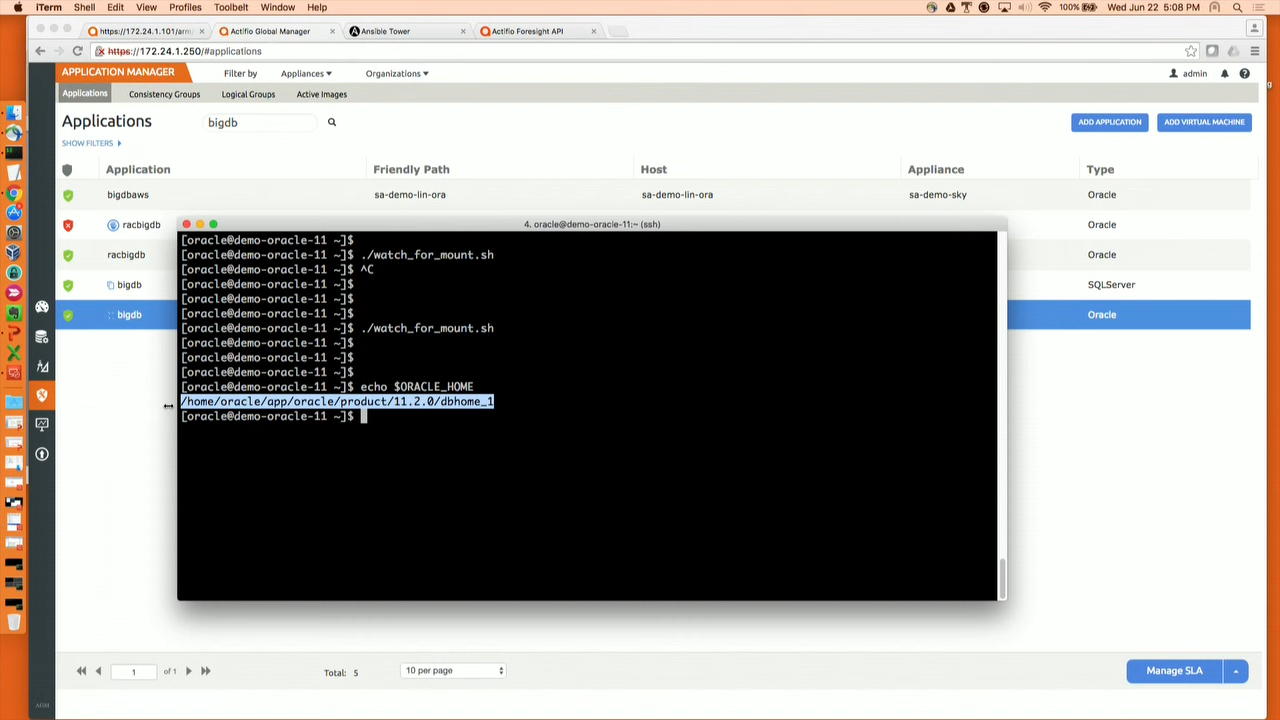 iTerm Shell Edit View Profiles Toolbelt Window Help 100% Wed Jun 22 5:08 PM
https://172.24.1.101/arm Actifio Global Manager Ansible Tower Actifio Foresight API
https://172.24.1.250/#applications
APPLICATION MANAGER Filter by Appliances Organizations admin
Applications Consistency Groups Logical Groups Active Images
Applications bigdb ADD APPLICATION ADD VIRTUAL MACHINE
SHOW FILTERS
Application Friendly Path Host Appliance Type
bigdbaws sa-demo-lin-ora sa-demo-lin-ora sa-demo-sky Oracle
racbigdb Oracle
racbigdb Oracle
bigdb SQLServer
bigdb Oracle
4. oracle@demo-oracle-11:~ (ssh)
[oracle@demo-oracle-11 ~]$
[oracle@demo-oracle-11 ~]$ ./watch_for_mount.sh
[oracle@demo-oracle-11 ~]$ ^C
[oracle@demo-oracle-11 ~]$
[oracle@demo-oracle-11 ~]$
[oracle@demo-oracle-11 ~]$
[oracle@demo-oracle-11 ~]$ ./watch_for_mount.sh
[oracle@demo-oracle-11 ~]$
[oracle@demo-oracle-11 ~]$
[oracle@demo-oracle-11 ~]$
[oracle@demo-oracle-11 ~]$ echo $ORACLE_HOME
/home/oracle/app/oracle/product/11.2.0/dbhome_1
[oracle@demo-oracle-11 ~]$
1 of 1 Total: 5 10 per page Manage SLA
AGM